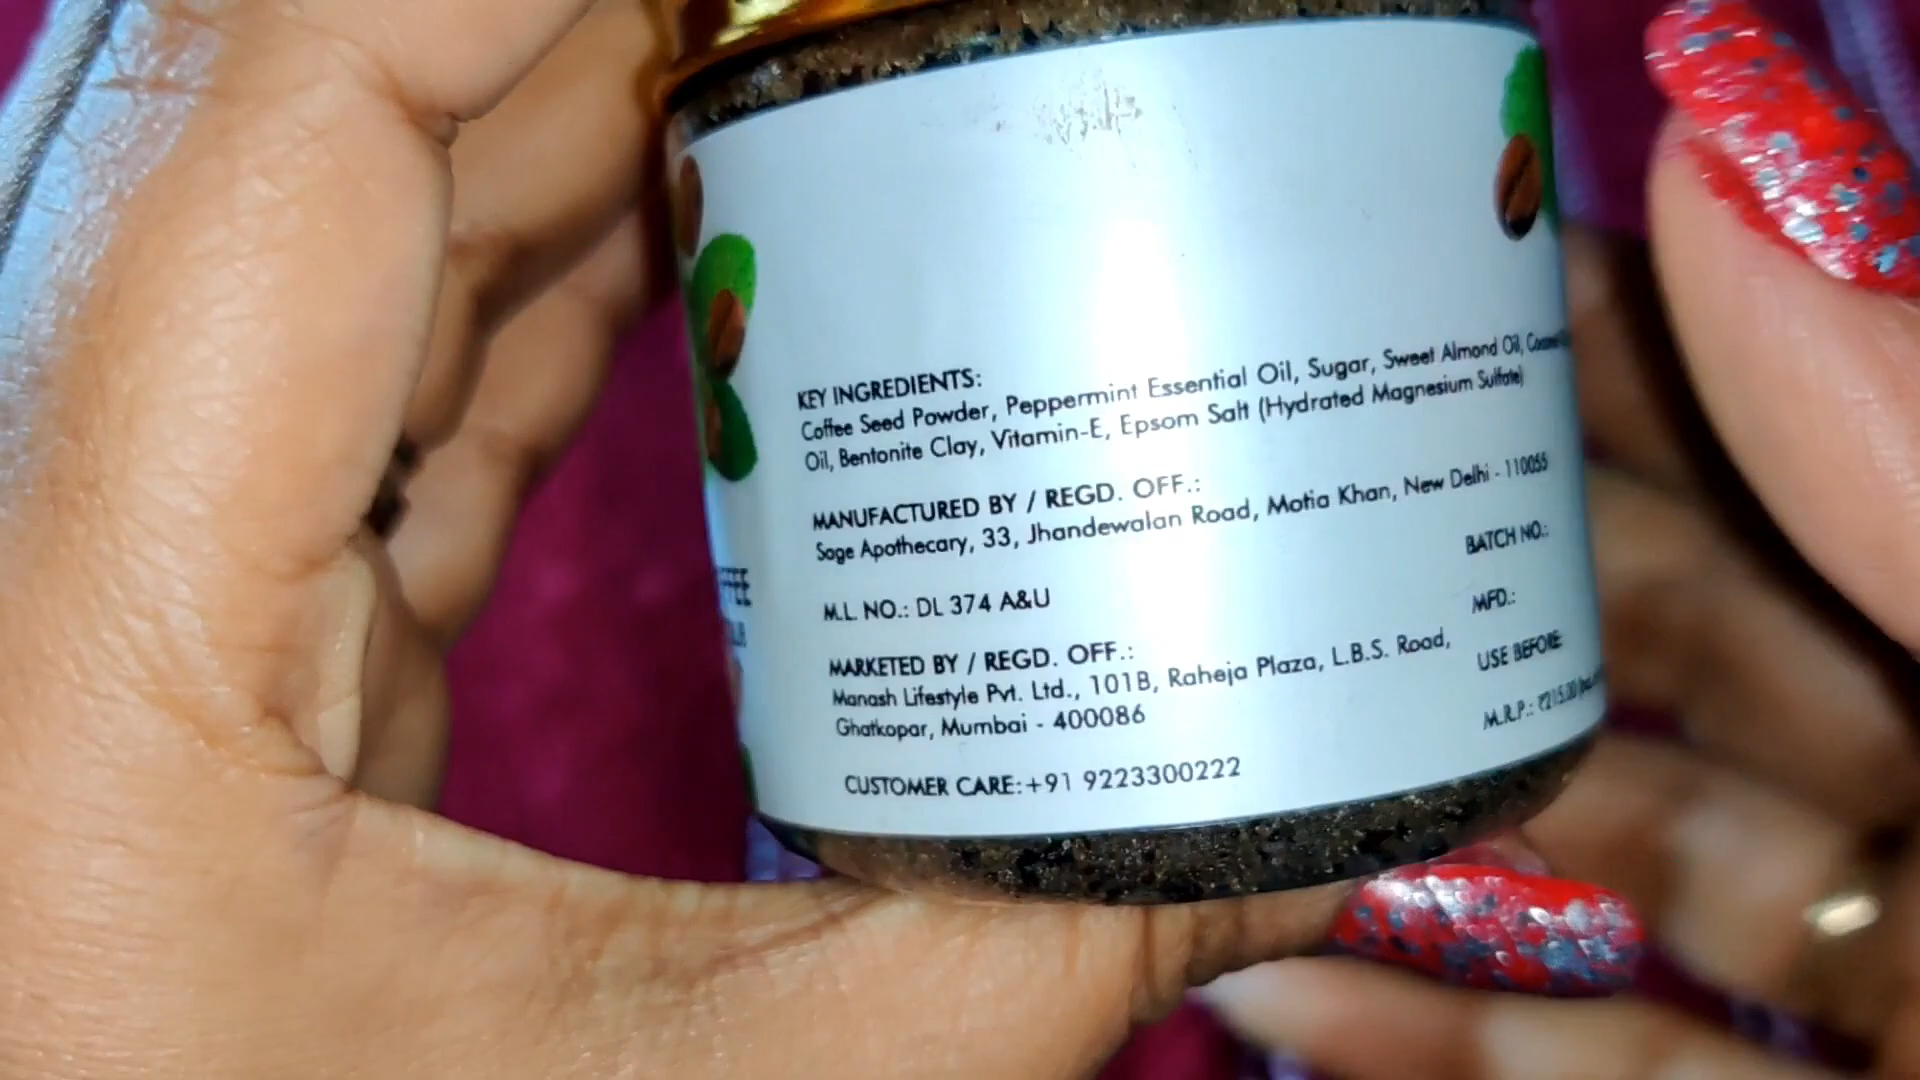 KEY INGREDIENTS:
Coffee Seed Powder, Peppermint Essential Oil, Sugar, Sweet Almond Oil,
Oil, Bentonite Clay, Vitamin-E, Epsom Salt (Hydrated Magnesium Sulfate)
MANUFACTURED BY / REGD. OFF.:
Sage Apothecary, 33, Jhandewalan Road, Motia Khan, New Delhi - 110055
M.L. NO.: DL 374 A&U
MARKETED BY / REGD. OFF.:
Manash Lifestyle Pvt. Ltd., 101B, Raheja Plaza, L.B.S. Road,
Ghatkopar, Mumbai - 400086
CUSTOMER CARE:+91 9223300222
BATCH NO.:
MFD.:
USE BEFORE:
M.R.P.: ₹215.00